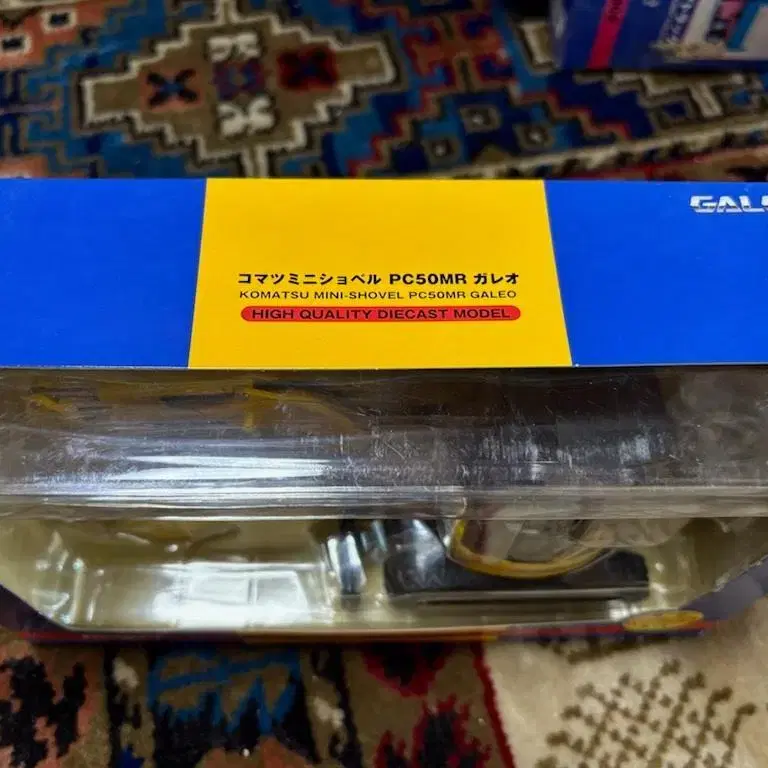 GAL
コマツミニショベル PC50MR ガレオ
KOMATSU MINI-SHOVEL PC50MR GALEO
HIGH QUALITY DIECAST MODEL